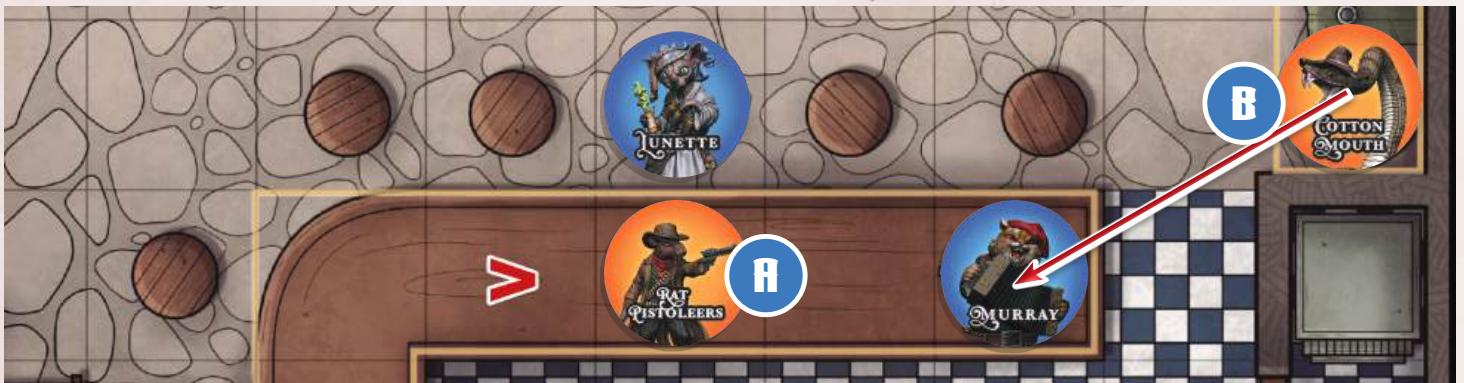 LUNETTE
B
COTTON
MOUTH
>
RAT
PISTOLEERS
A
MURRAY